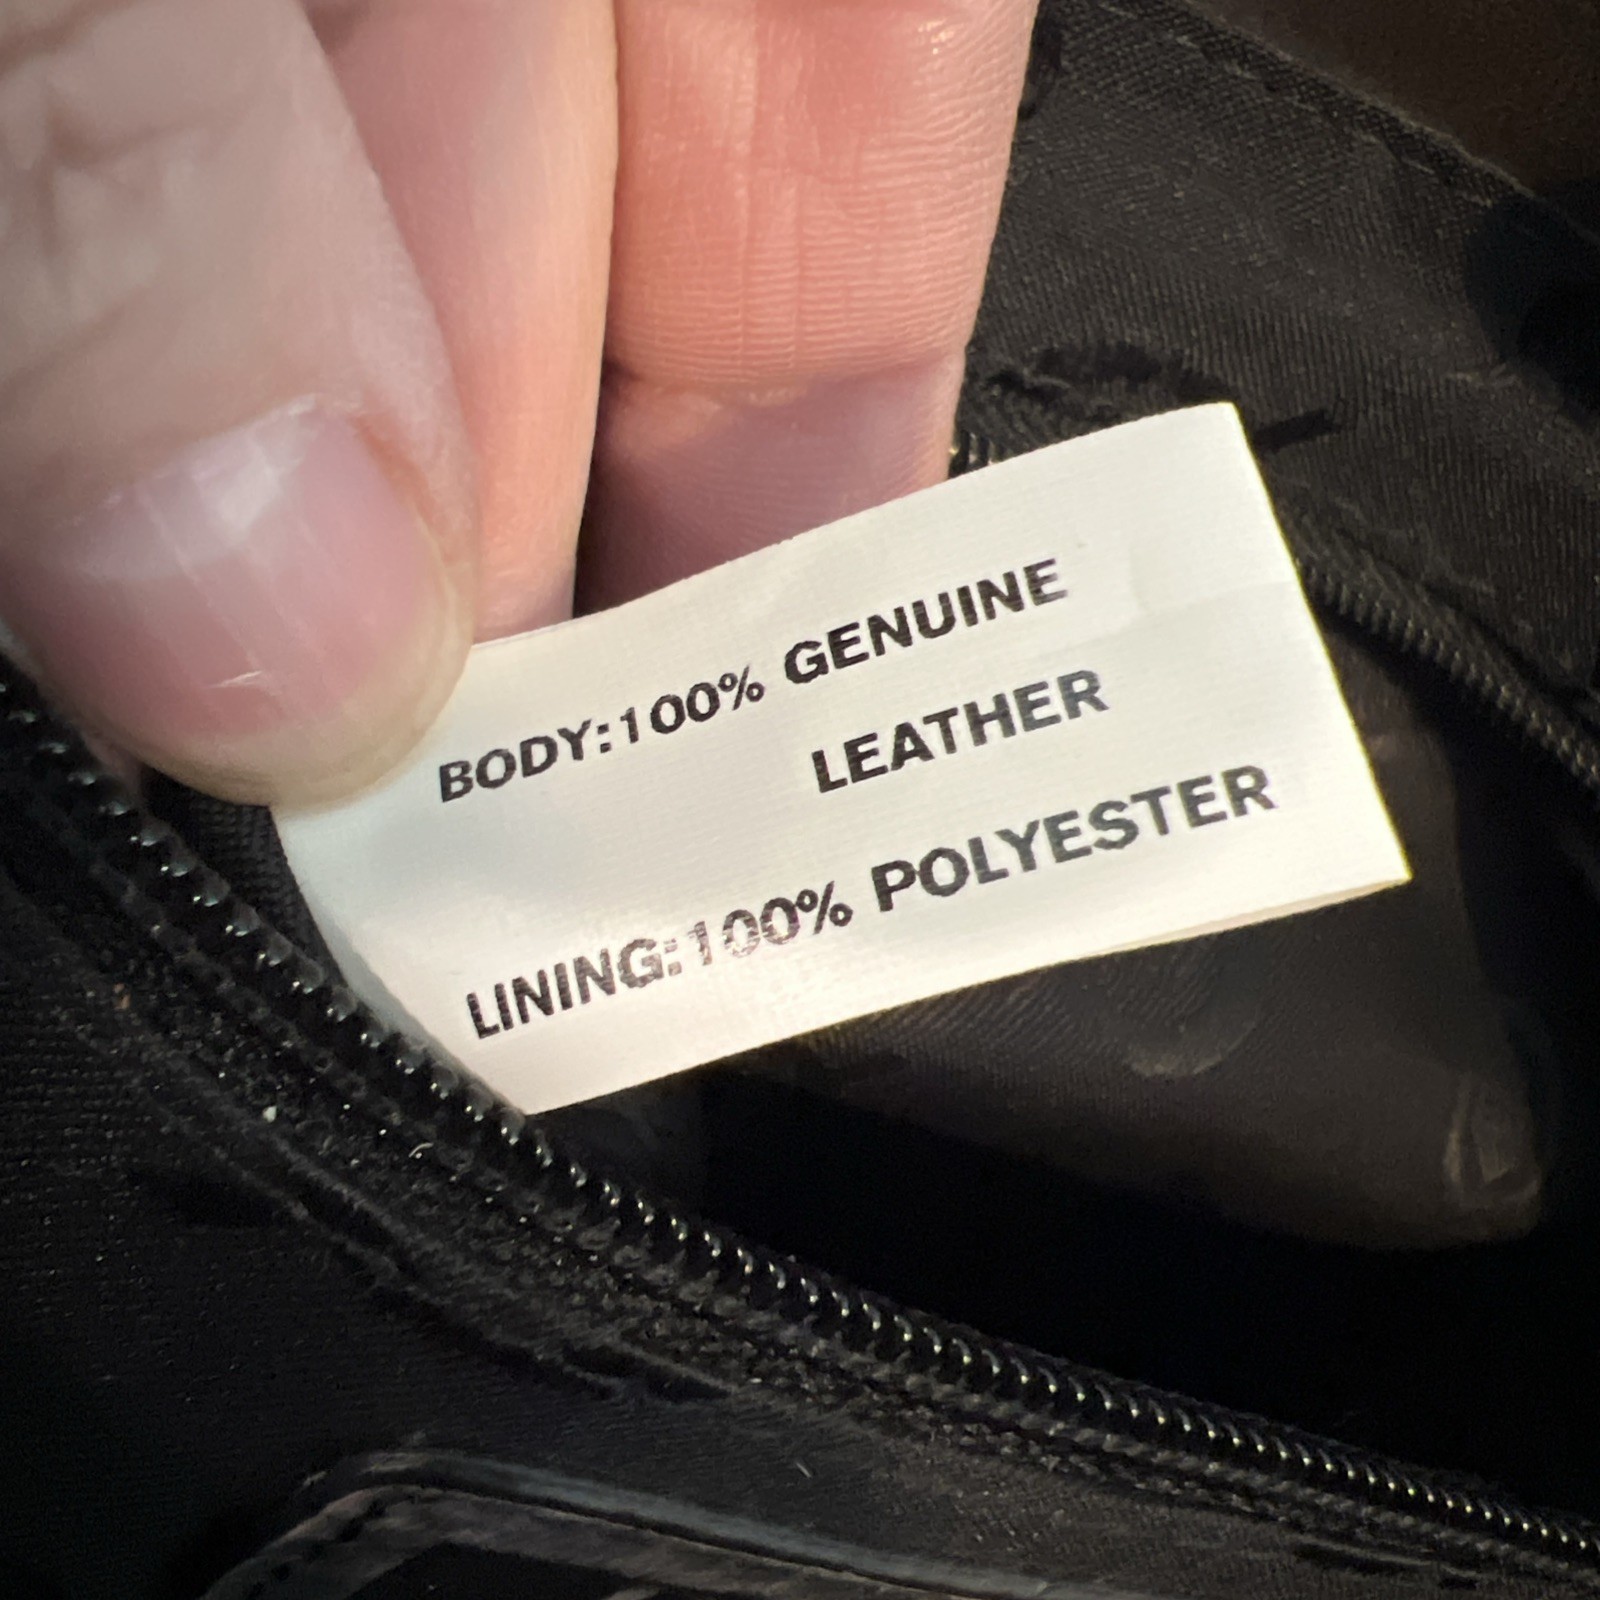 BODY:100% GENUINE
LEATHER
LINING:100% POLYESTER